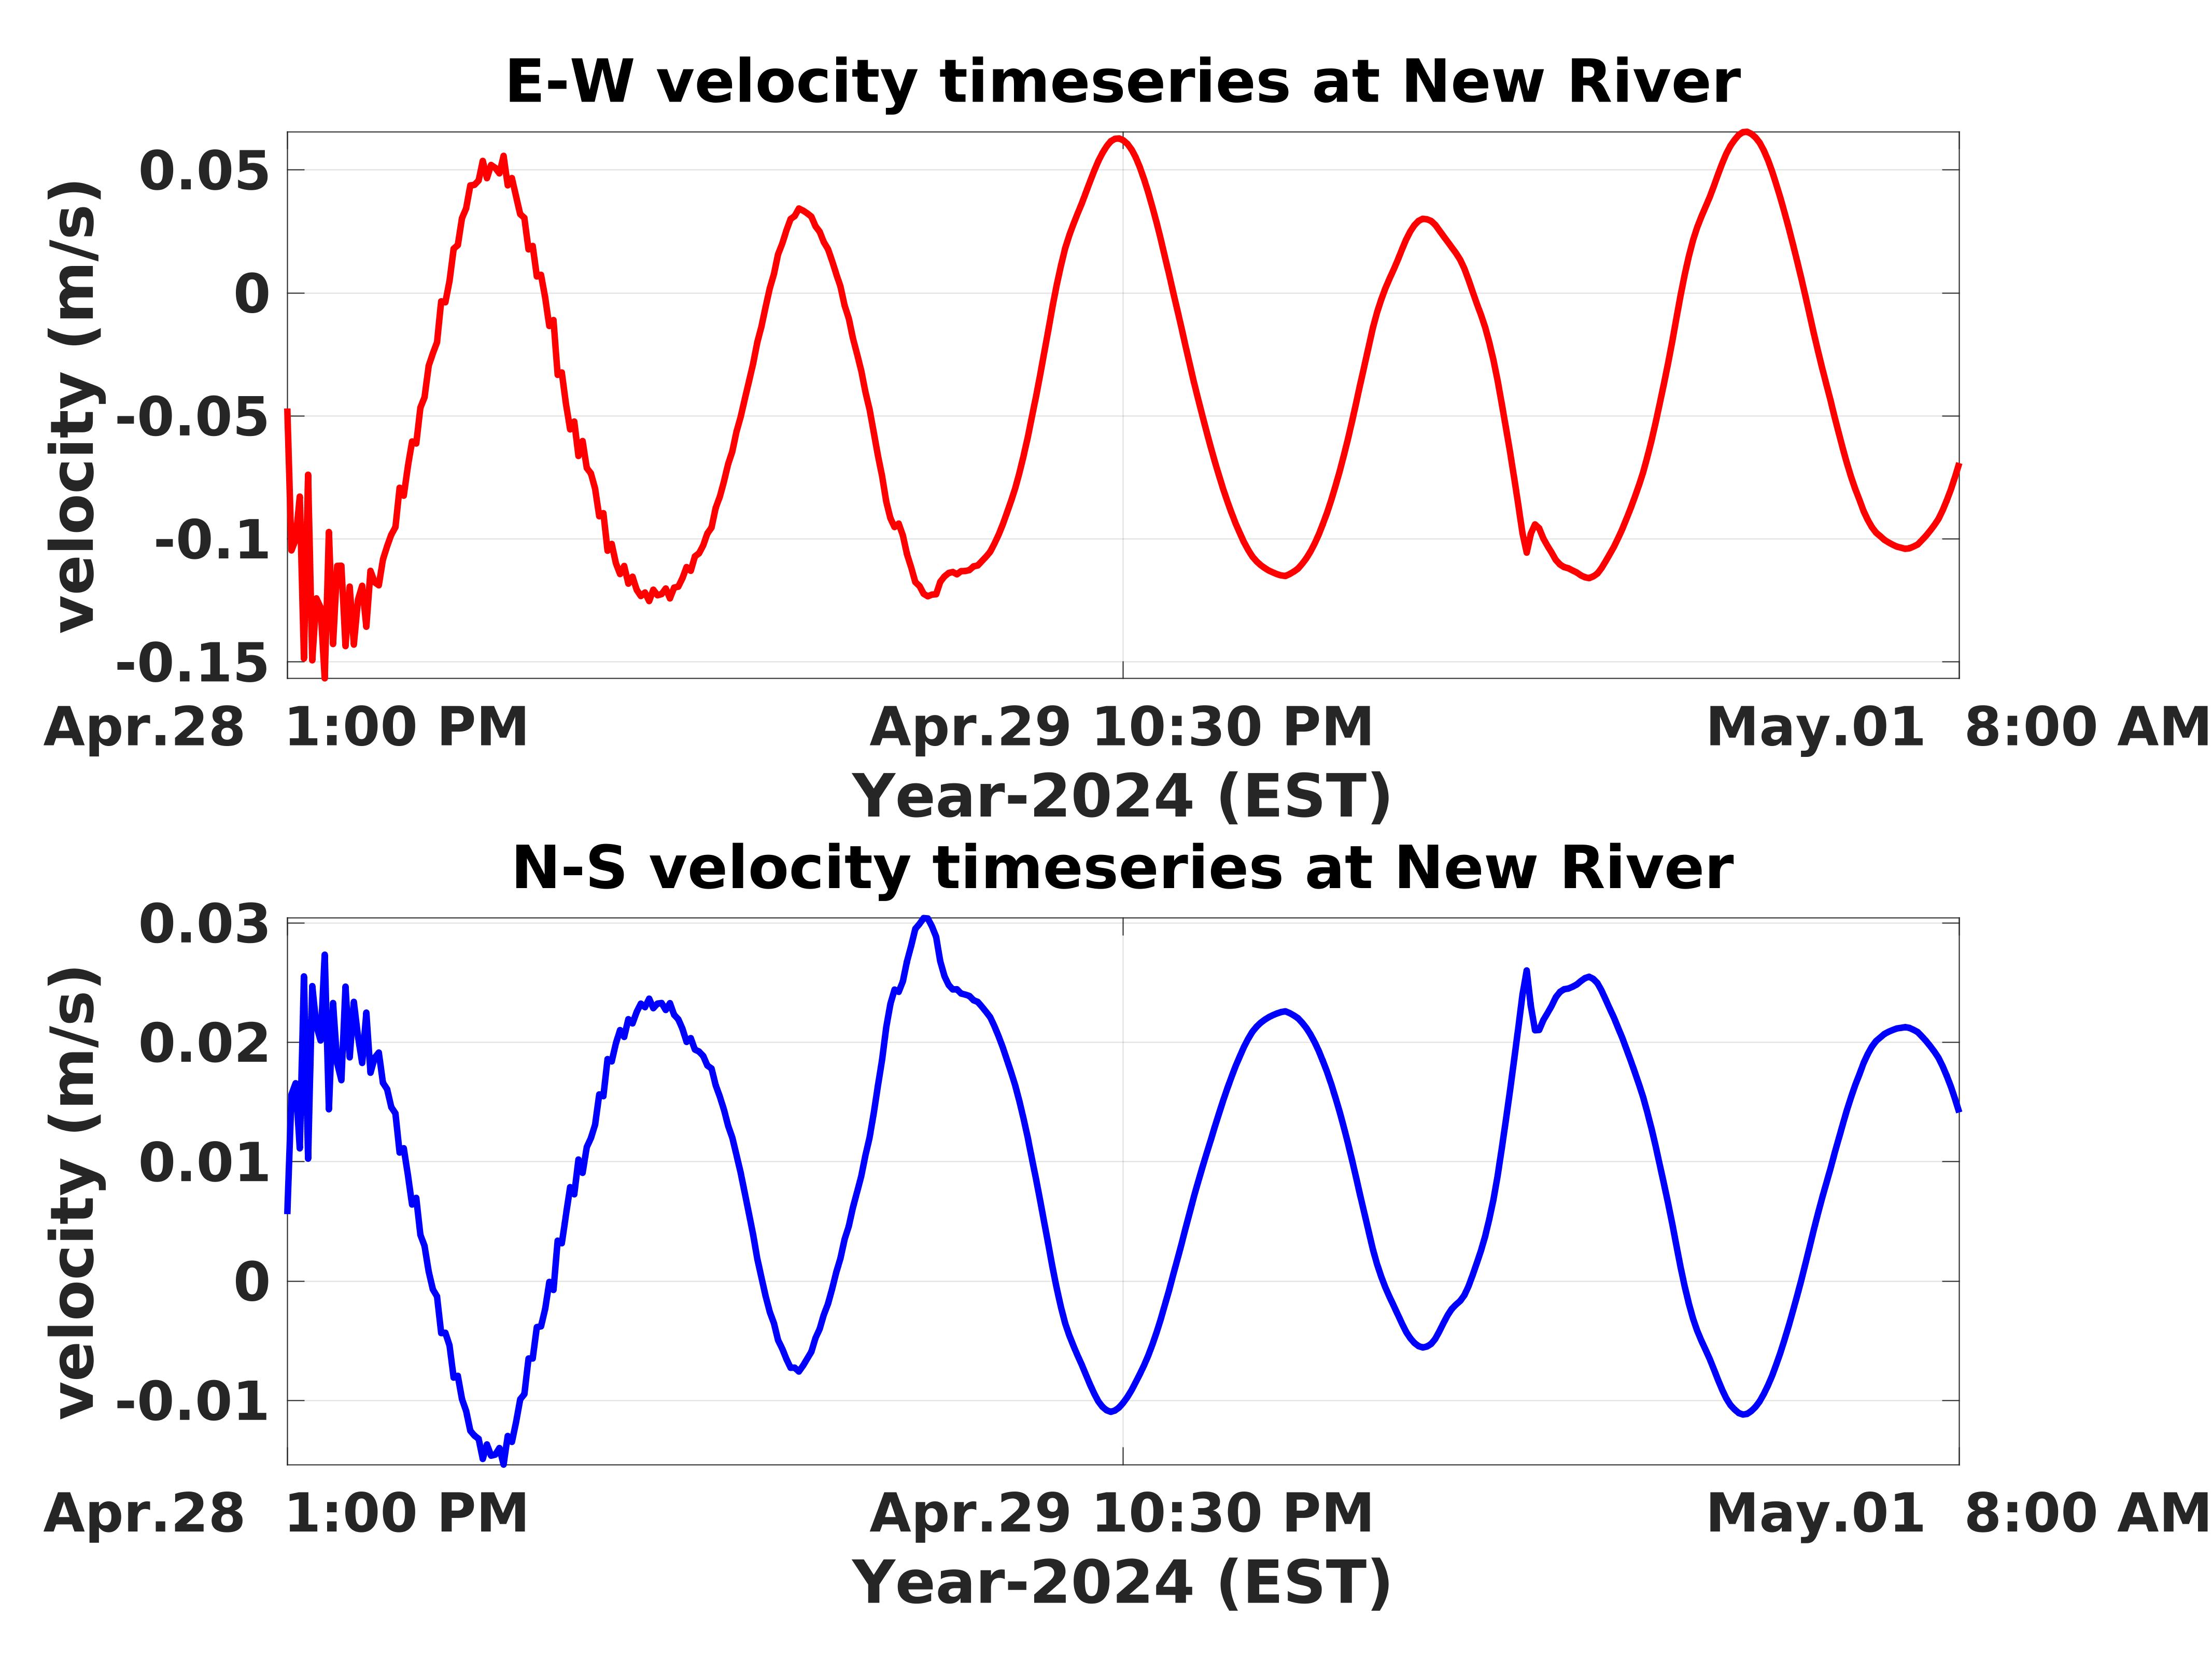 E-W velocity timeseries at New River
velocity (m/s)
0.05
0
-0.05
-0.1
-0.15
Apr.28  1:00 PM
Apr.29 10:30 PM
May.01  8:00 AM
Year-2024 (EST)
N-S velocity timeseries at New River
velocity (m/s)
0.03
0.02
0.01
0
-0.01
Apr.28  1:00 PM
Apr.29 10:30 PM
May.01  8:00 AM
Year-2024 (EST)